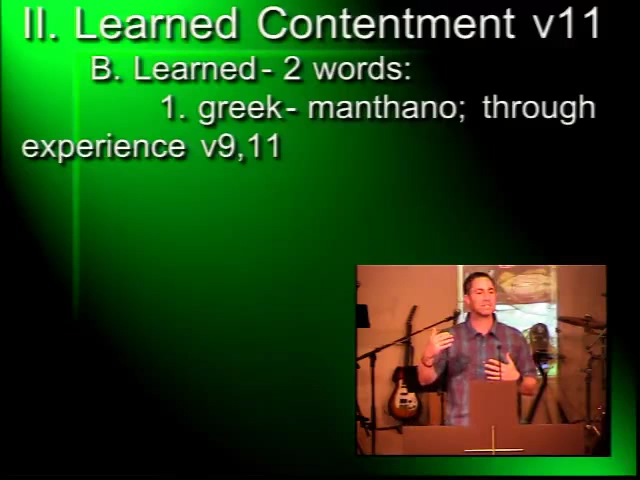 II. Learned Contentment v11
B. Learned- 2 words:
1. greek- manthano; through
experience v9,11